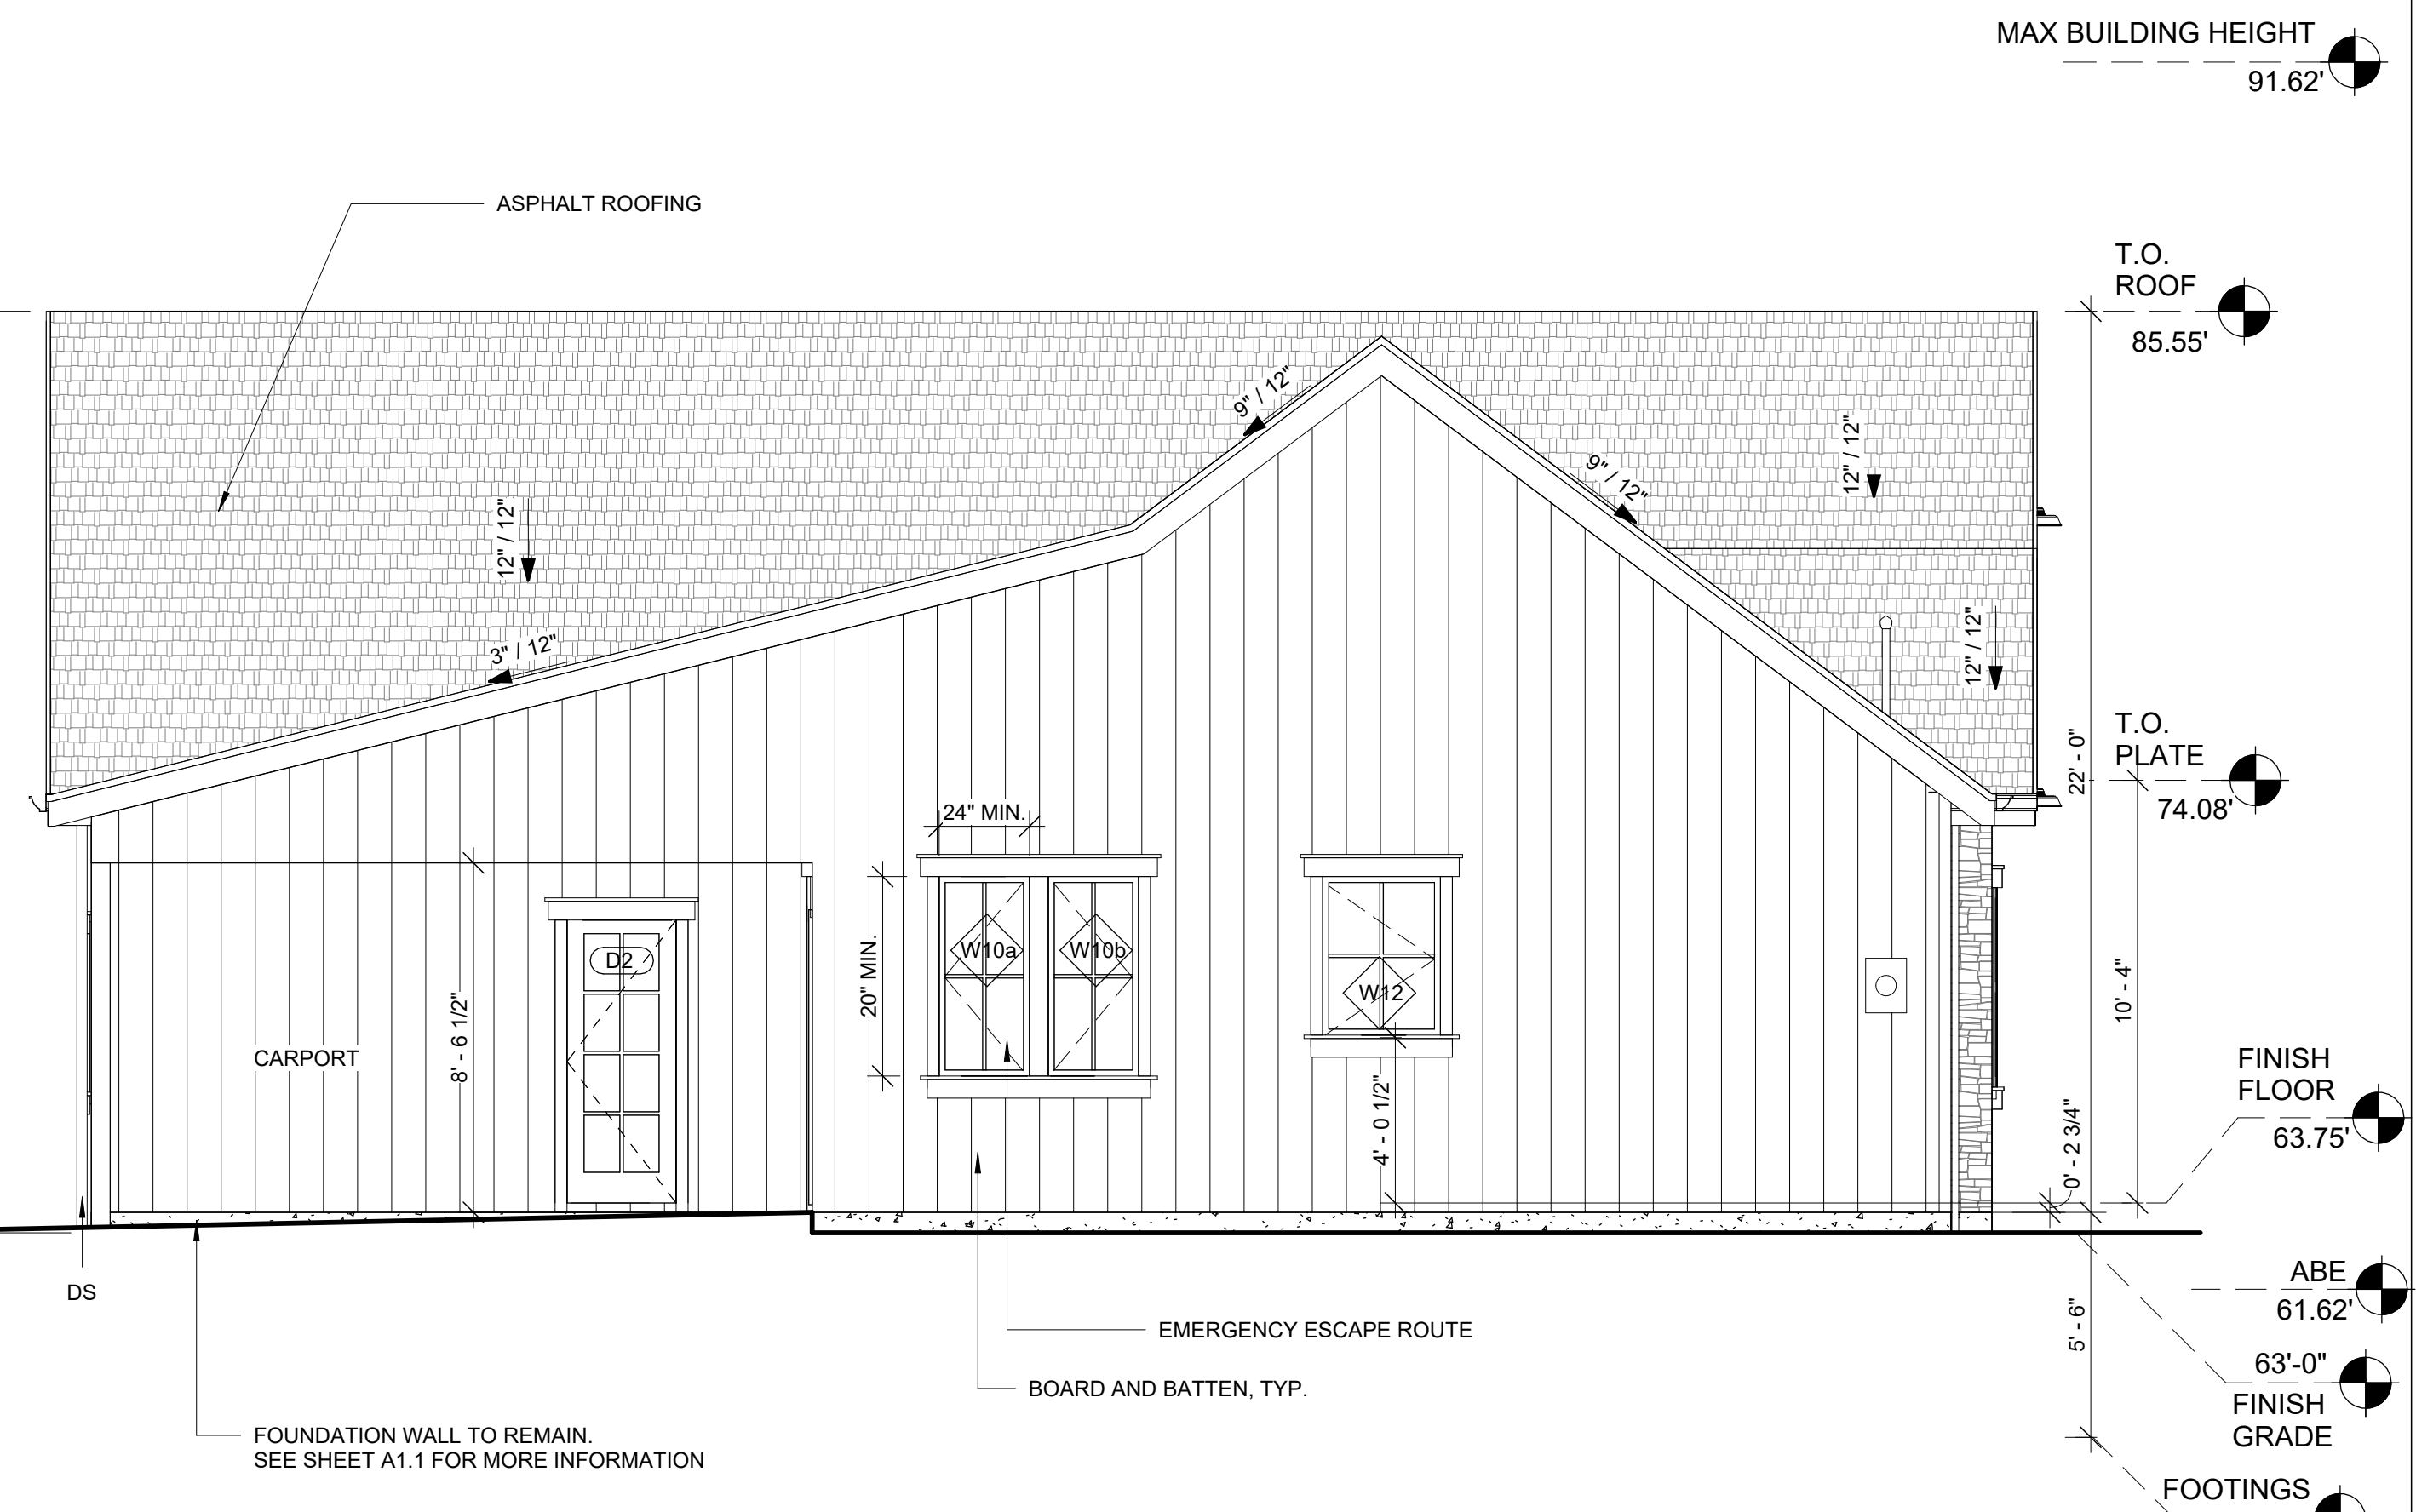 MAX BUILDING HEIGHT
91.62'
ASPHALT ROOFING
T.O.
ROOF
85.55'
9" / 12"
9" / 12"
12" / 12"
12" / 12"
3" / 12"
12" / 12"
T.O.
PLATE
74.08'
22' - 0"
24" MIN.
20" MIN.
W10a
W10b
W12
D2
8' - 6 1/2"
CARPORT
4' - 0 1/2"
10' - 4"
FINISH
FLOOR
63.75'
0' - 2 3/4"
DS
ABE
61.62'
5' - 6"
EMERGENCY ESCAPE ROUTE
63'-0"
FINISH
GRADE
BOARD AND BATTEN, TYP.
FOUNDATION WALL TO REMAIN.
SEE SHEET A1.1 FOR MORE INFORMATION
FOOTINGS